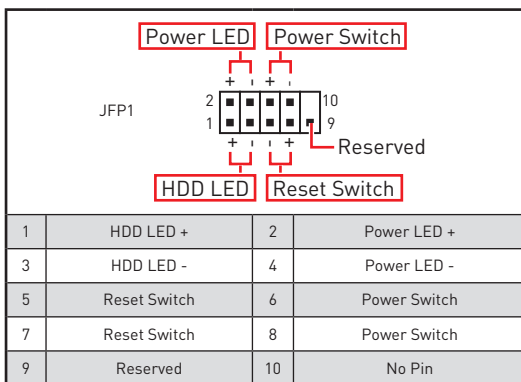 Power LED Power Switch
+ - + -
JFP1
2 10
1 9
+ - - +
Reserved
HDD LED Reset Switch
1 HDD LED + 2 Power LED +
3 HDD LED - 4 Power LED -
5 Reset Switch 6 Power Switch
7 Reset Switch 8 Power Switch
9 Reserved 10 No Pin